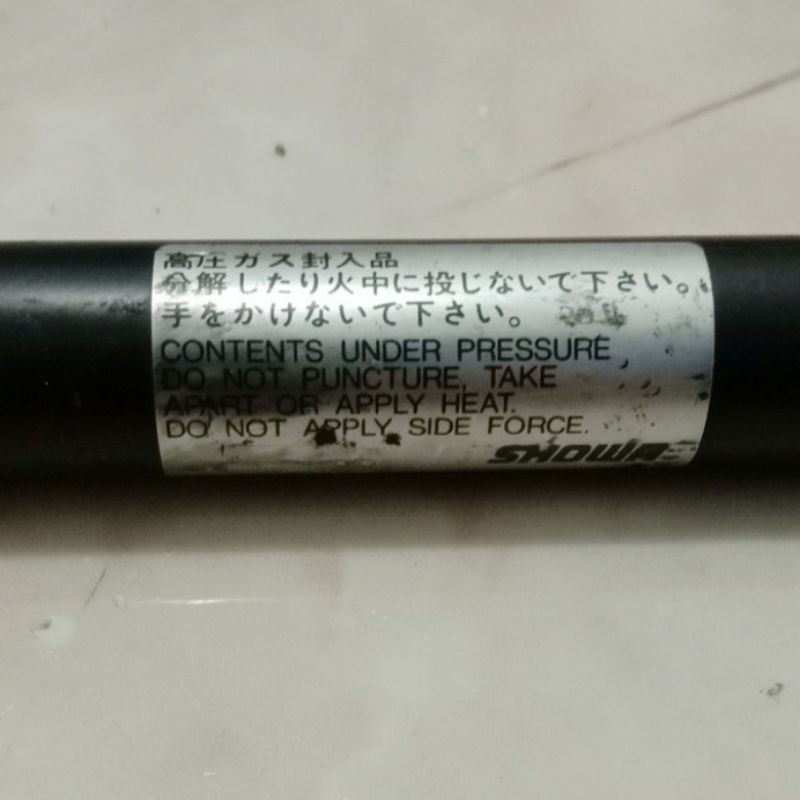 高圧ガス封入品
分解したり火中に投じないで下さい。
手をかけないで下さい。
CONTENTS UNDER PRESSURE
DO NOT PUNCTURE, TAKE
APART OR APPLY HEAT.
DO NOT APPLY SIDE FORCE.
SHOWA